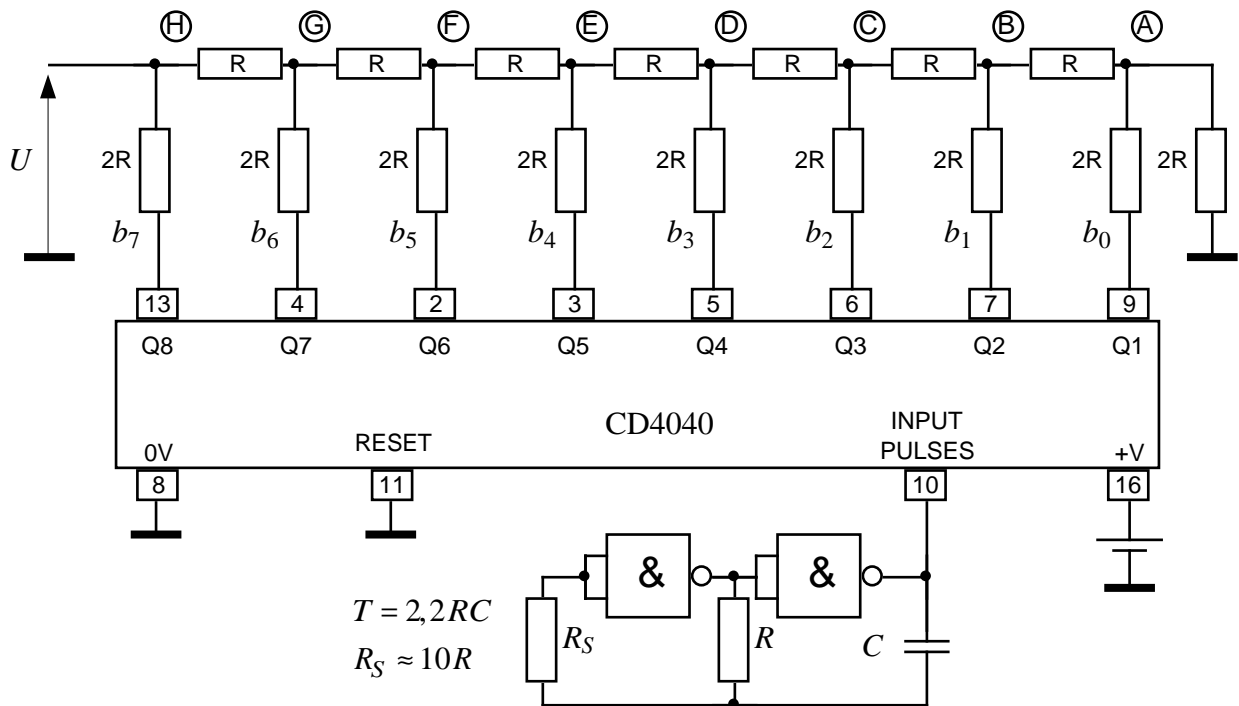 H G F E D C B A
R R R R R R R
U 2R 2R 2R 2R 2R 2R 2R 2R 2R
b7 b6 b5 b4 b3 b2 b1 b0
13 4 2 3 5 6 7 9
Q8 Q7 Q6 Q5 Q4 Q3 Q2 Q1
CD4040
0V RESET INPUT PULSES +V
8 11 10 16
& &
T = 2,2RC
R_S ≈ 10R
R_S R C